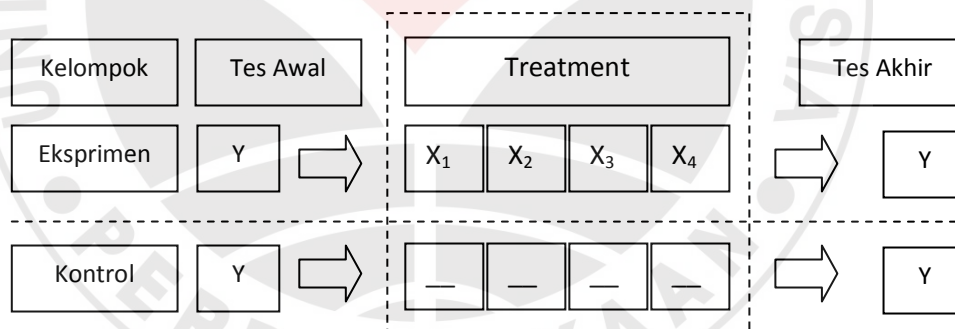 Kelompok Tes Awal Treatment Tes Akhir
Eksprimen Y X₁ X₂ X₃ X₄ Y
Kontrol Y — — — — Y